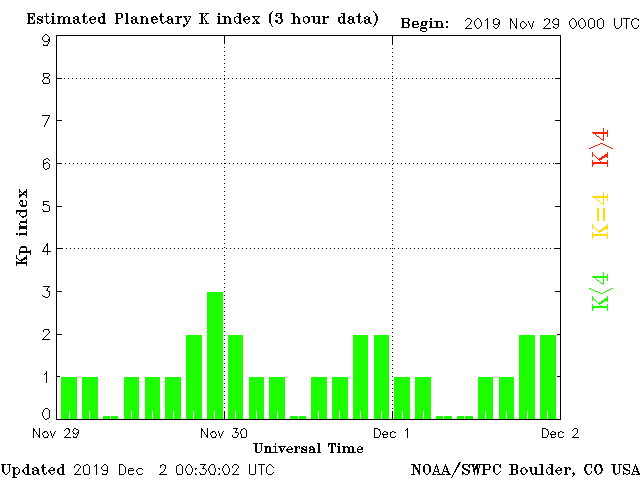 Estimated Planetary K index (3 hour data) Begin: 2019 Nov 29 0000 UTC
9
8
7
6
5
4
3
2
1
0
Kp index
K>4
K=4
K<4
Nov 29 Nov 30 Dec 1 Dec 2
Universal Time
Updated 2019 Dec 2 00:30:02 UTC NOAA/SWPC Boulder, CO USA